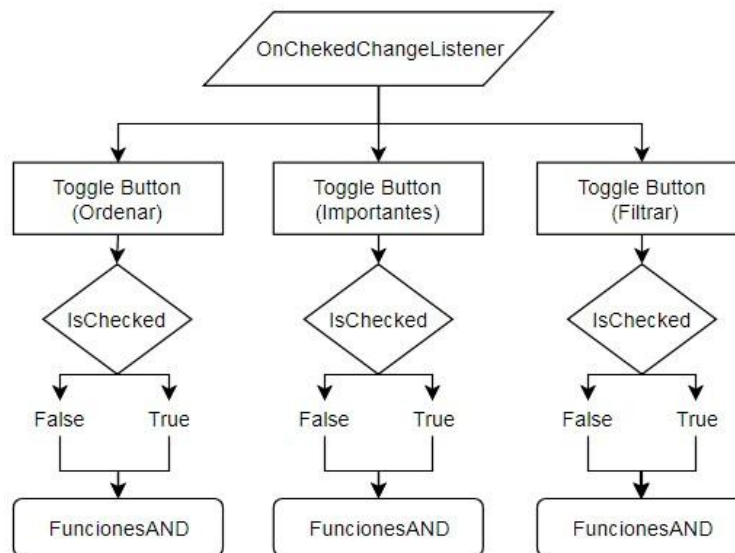 OnChekedChangeListener
Toggle Button
(Ordenar)
Toggle Button
(Importantes)
Toggle Button
(Filtrar)
IsChecked
IsChecked
IsChecked
False
True
False
True
False
True
FuncionesAND
FuncionesAND
FuncionesAND